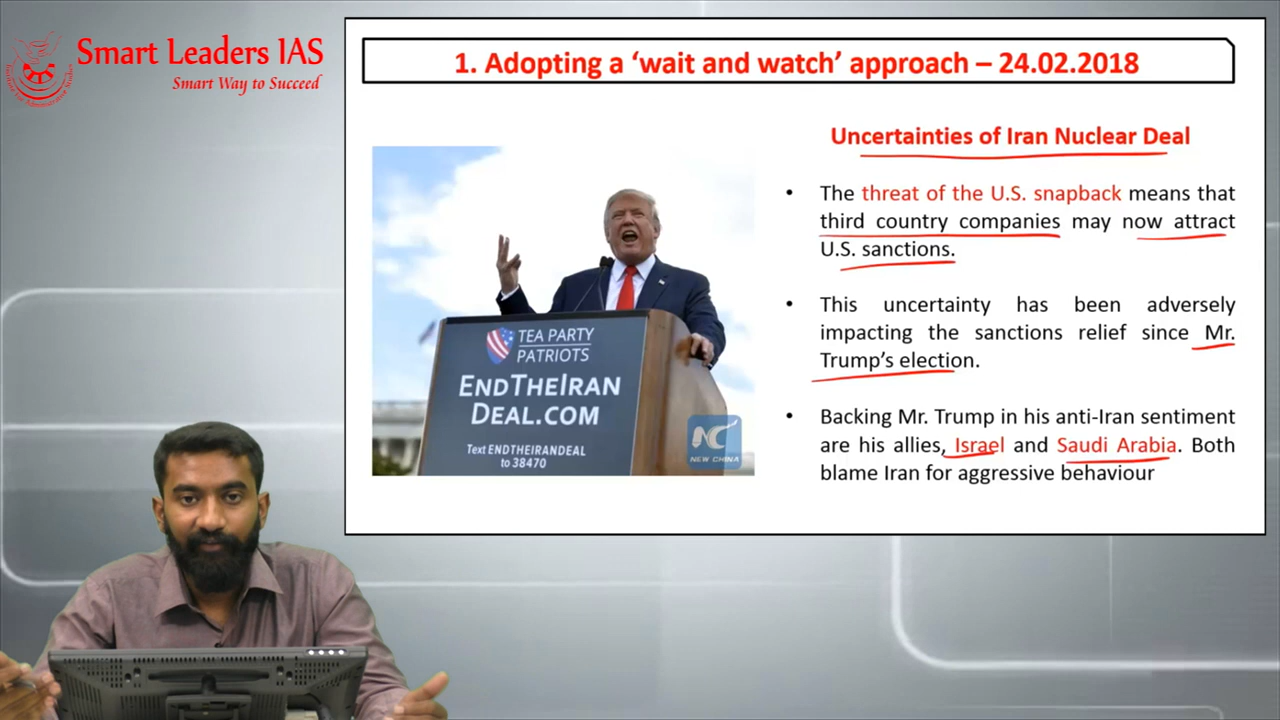 Smart Leaders IAS
Smart Way to Succeed
1. Adopting a ‘wait and watch’ approach – 24.02.2018
TEA PARTY
PATRIOTS
ENDTHEIRAN
DEAL.COM
Text ENDTHEIRANDEAL
to 38470
NEW CHINA
Uncertainties of Iran Nuclear Deal
• The threat of the U.S. snapback means that
third country companies may now attract
U.S. sanctions.
• This uncertainty has been adversely
impacting the sanctions relief since Mr.
Trump’s election.
• Backing Mr. Trump in his anti-Iran sentiment
are his allies, Israel and Saudi Arabia. Both
blame Iran for aggressive behaviour